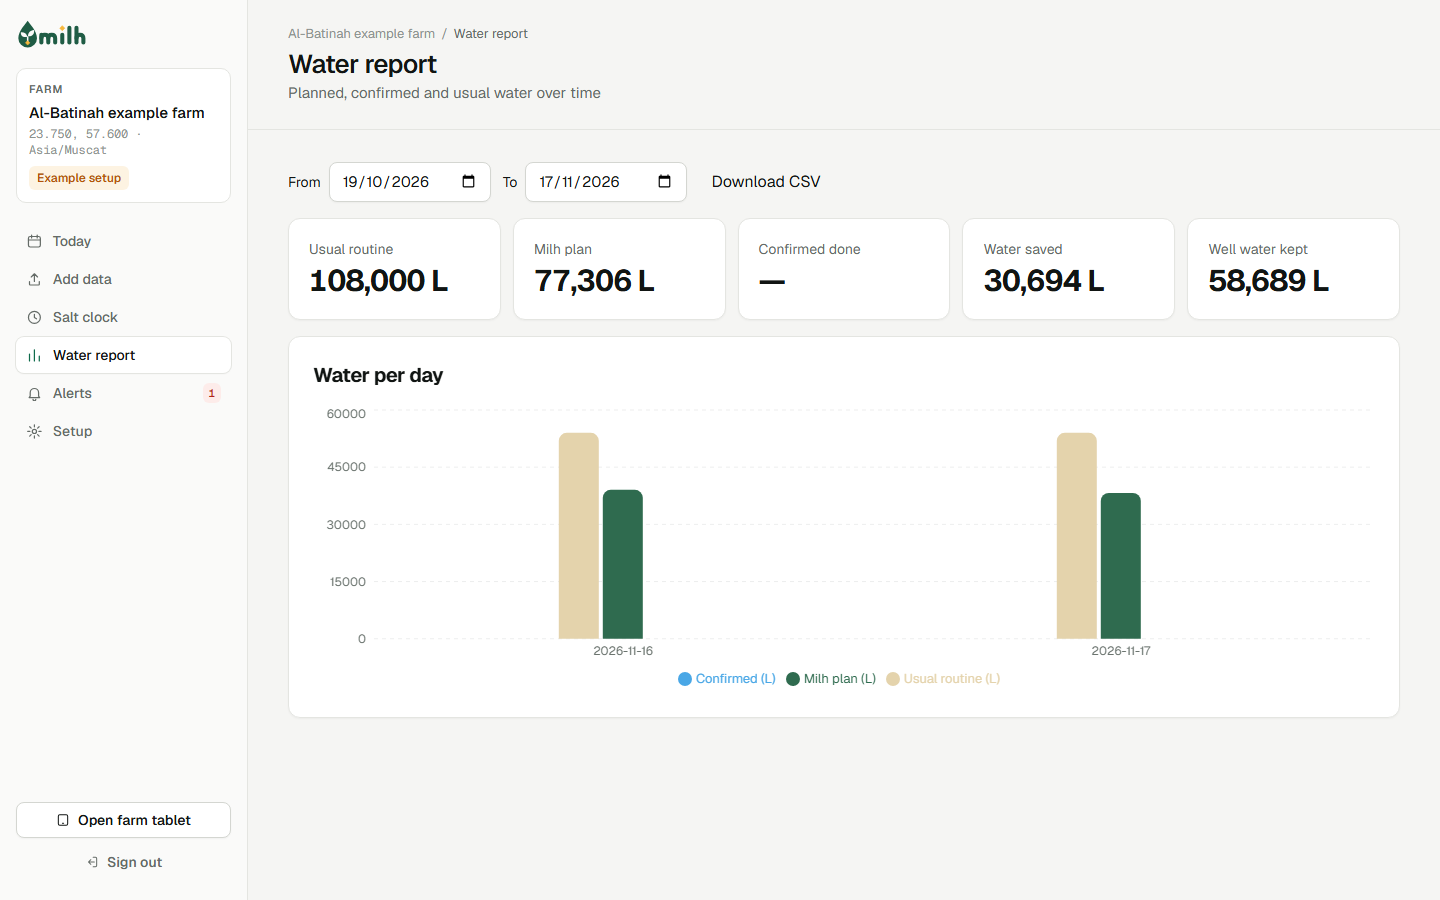 milh
FARM
Al-Batinah example farm
23.750, 57.600 ·
Asia/Muscat
Example setup
Today
Add data
Salt clock
Water report
Alerts
1
Setup
Open farm tablet
Sign out
Al-Batinah example farm / Water report
Water report
Planned, confirmed and usual water over time
From 19/10/2026 To 17/11/2026 Download CSV
Usual routine
108,000 L
Milh plan
77,306 L
Confirmed done
—
Water saved
30,694 L
Well water kept
58,689 L
Water per day
60000
45000
30000
15000
0
2026-11-16
2026-11-17
Confirmed (L) Milh plan (L) Usual routine (L)